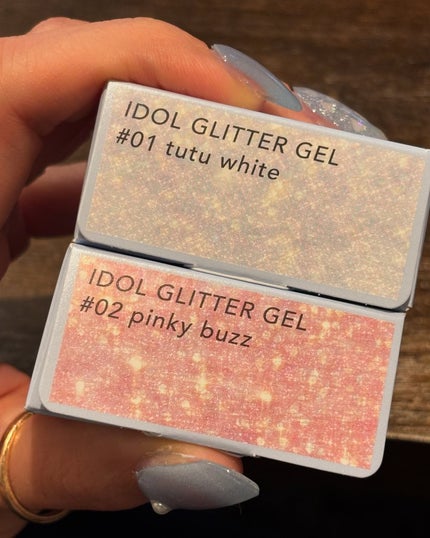 IDOL GLITTER GEL
#01 tutu white
IDOL GLITTER GEL
#02 pinky buzz